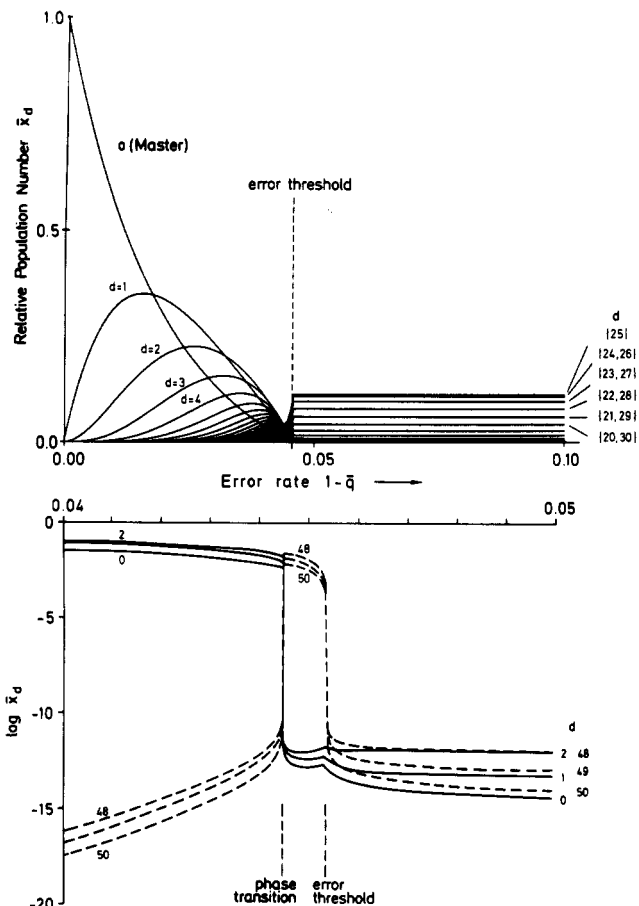 1.0
Relative Population Number x̄d
0.5
0.0
o (Master)
error threshold
d=1
d=2
d=3
d=4
d
|25|
|24,26|
|23,27|
|22,28|
|21,29|
|20,30|
0.00 0.05 0.10
Error rate 1-q̄ →
0.04 0.05
0
-5
-10
-15
-20
log x̄d
2
0
48
50
48
50
d
2 48
1 49
50
0
phase transition
error threshold